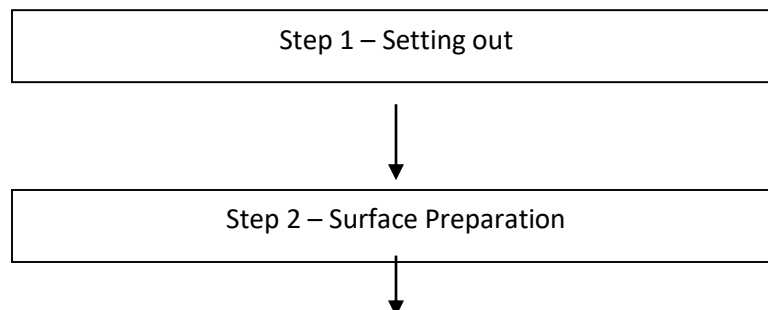 Step 1 – Setting out
Step 2 – Surface Preparation